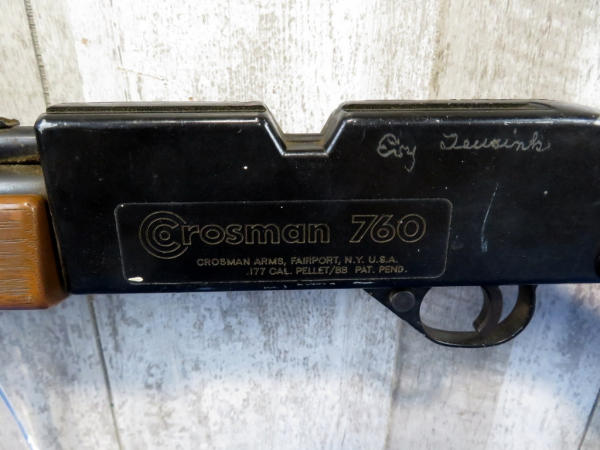 Crosman 760
CROSMAN ARMS, FAIRPORT, N.Y. U.S.A.
.177 CAL. PELLET/BB PAT. PEND.